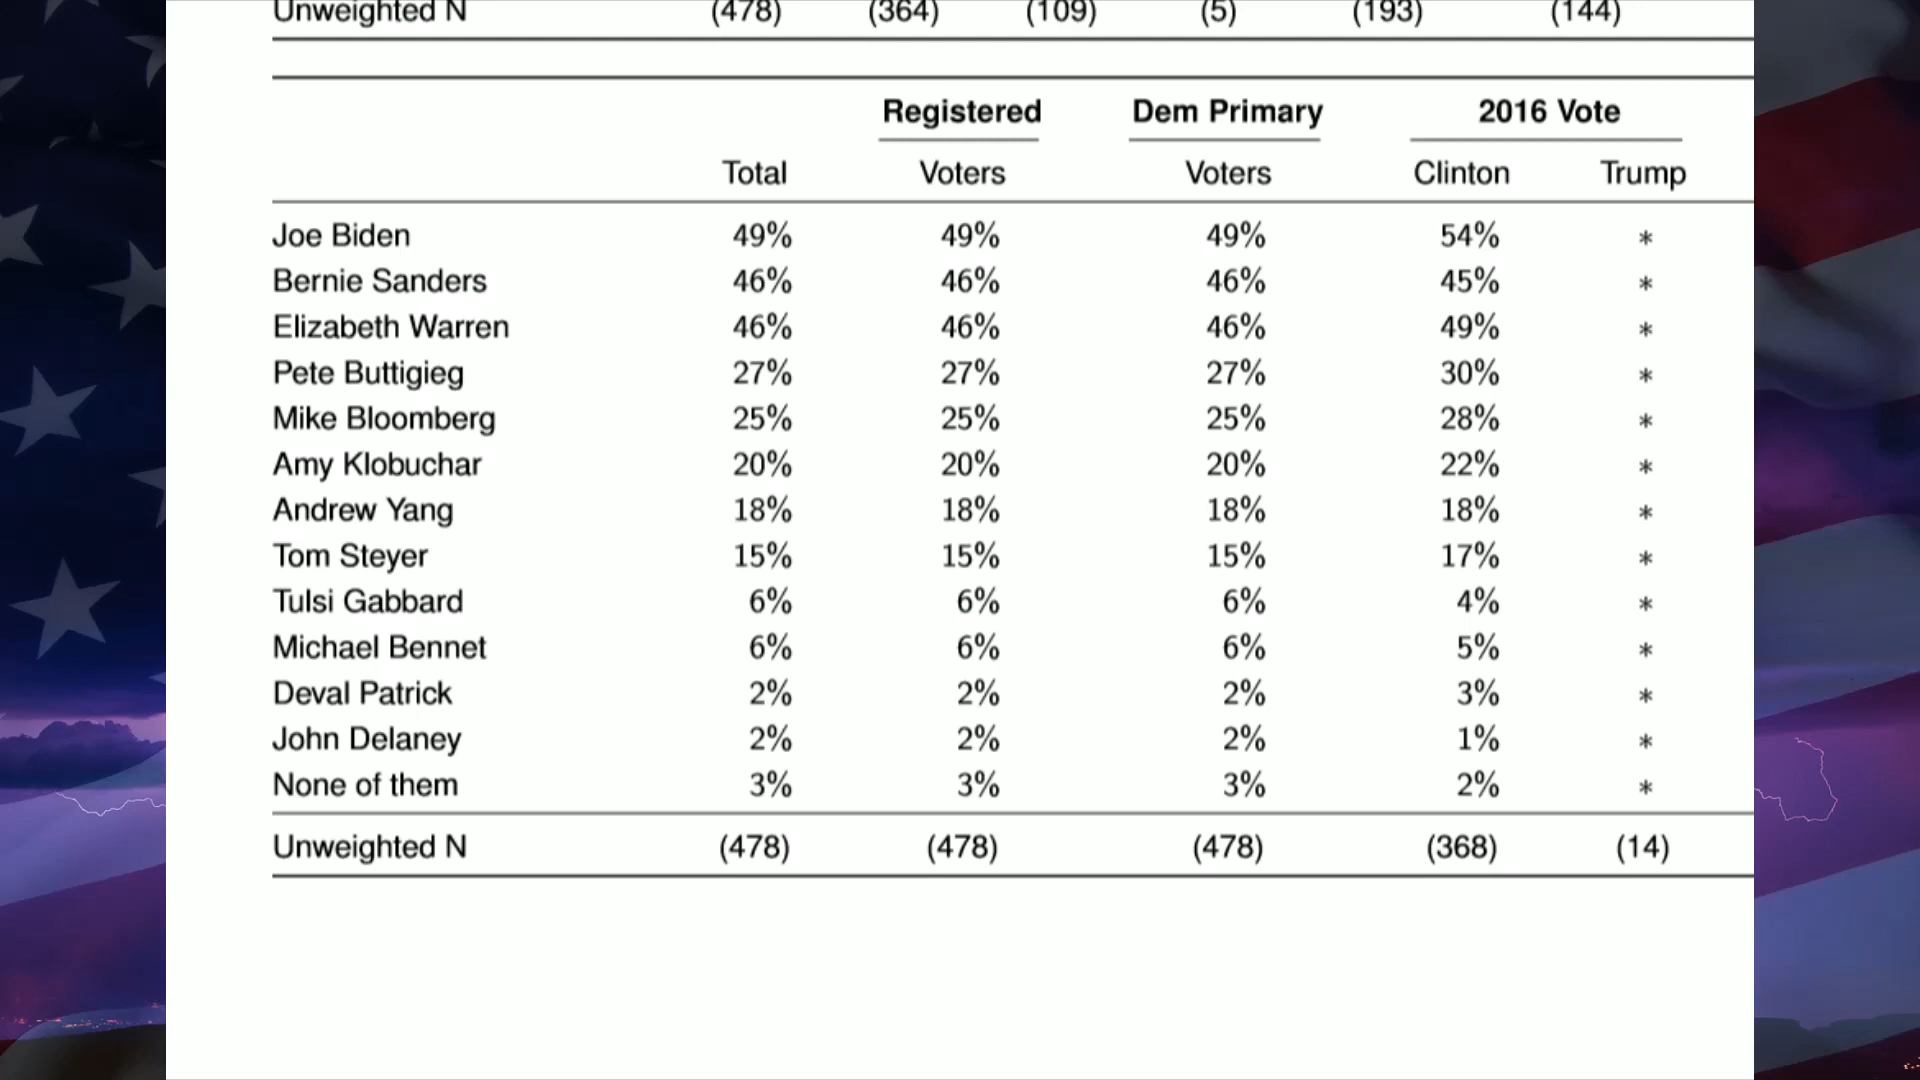 Unweighted N (478) (364) (109) (5) (193) (144)
Registered Dem Primary 2016 Vote
Total Voters Voters Clinton Trump
Joe Biden 49% 49% 49% 54% *
Bernie Sanders 46% 46% 46% 45% *
Elizabeth Warren 46% 46% 46% 49% *
Pete Buttigieg 27% 27% 27% 30% *
Mike Bloomberg 25% 25% 25% 28% *
Amy Klobuchar 20% 20% 20% 22% *
Andrew Yang 18% 18% 18% 18% *
Tom Steyer 15% 15% 15% 17% *
Tulsi Gabbard 6% 6% 6% 4% *
Michael Bennet 6% 6% 6% 5% *
Deval Patrick 2% 2% 2% 3% *
John Delaney 2% 2% 2% 1% *
None of them 3% 3% 3% 2% *
Unweighted N (478) (478) (478) (368) (14)